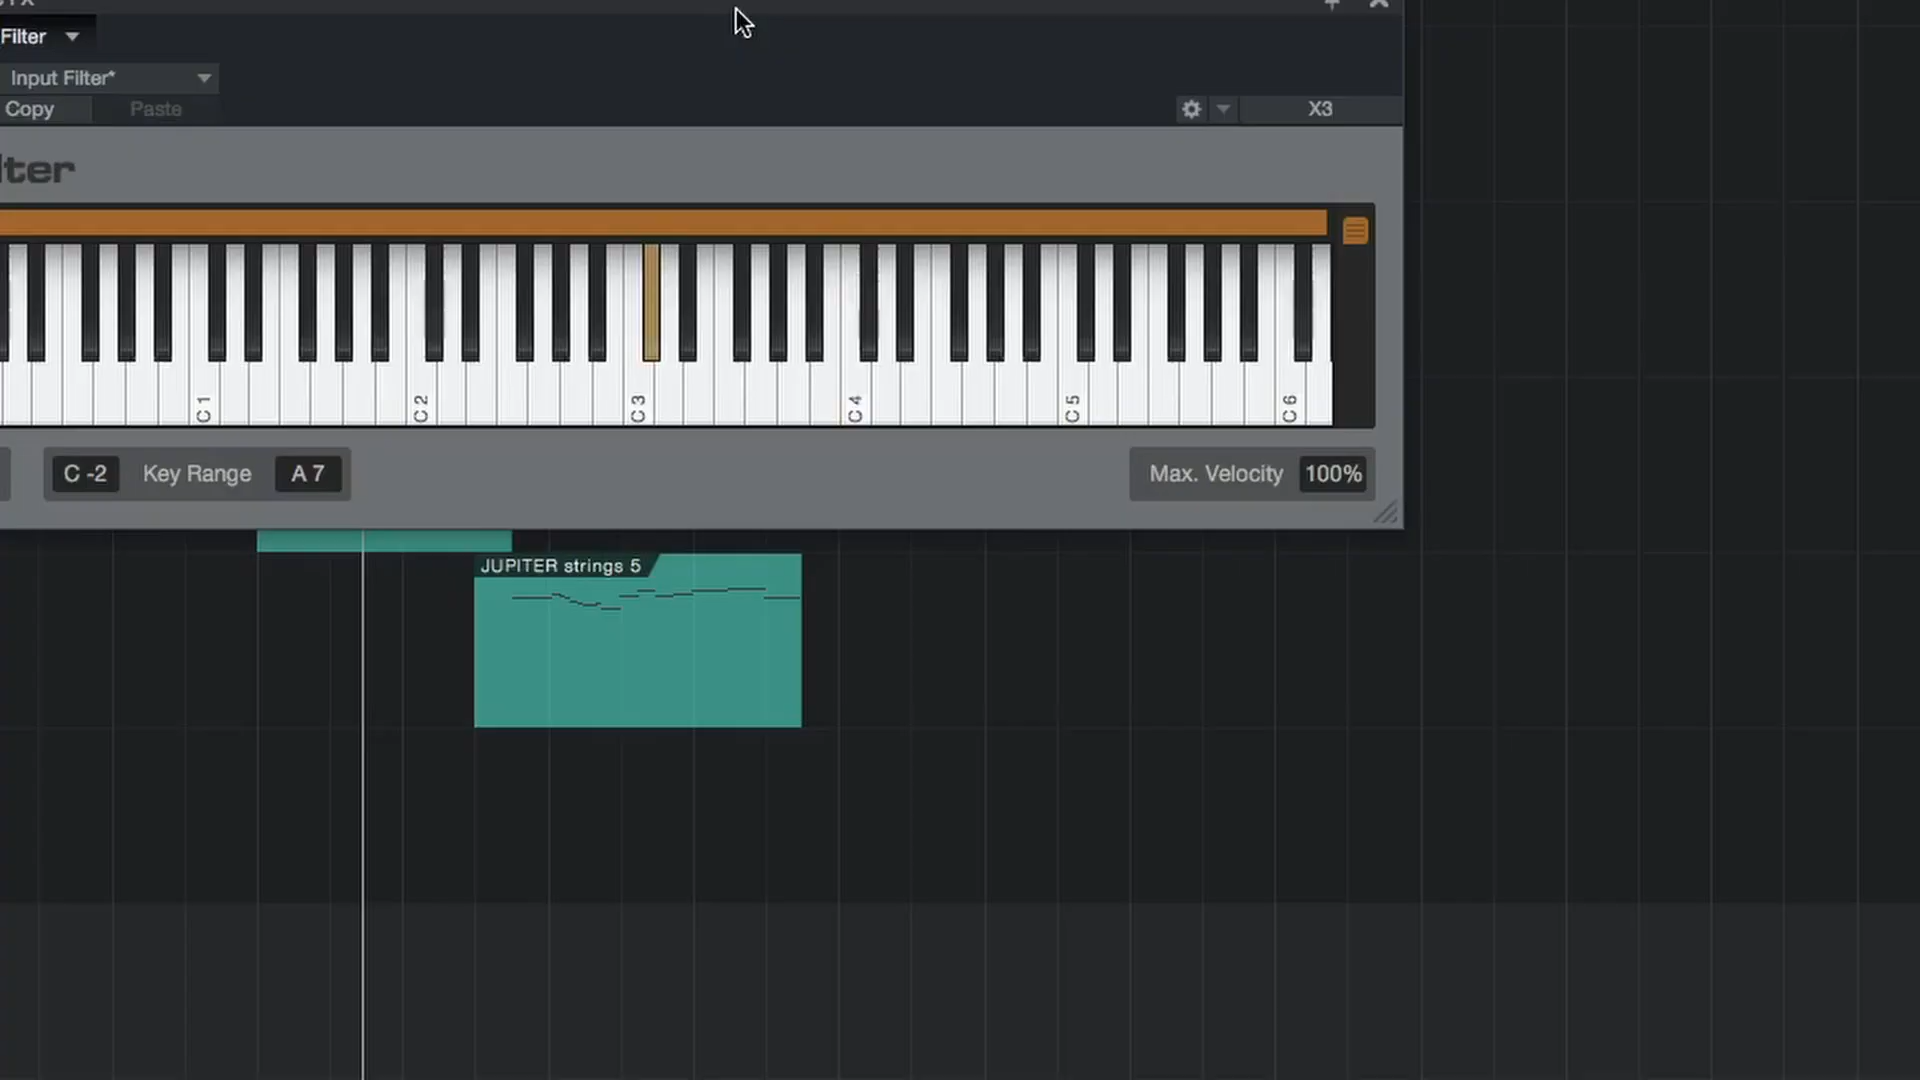 Filter
Input Filter*
Copy Paste X3
lter
C 1 C 2 C 3 C 4 C 5 C 6
C -2 Key Range A 7 Max. Velocity 100%
JUPITER strings 5